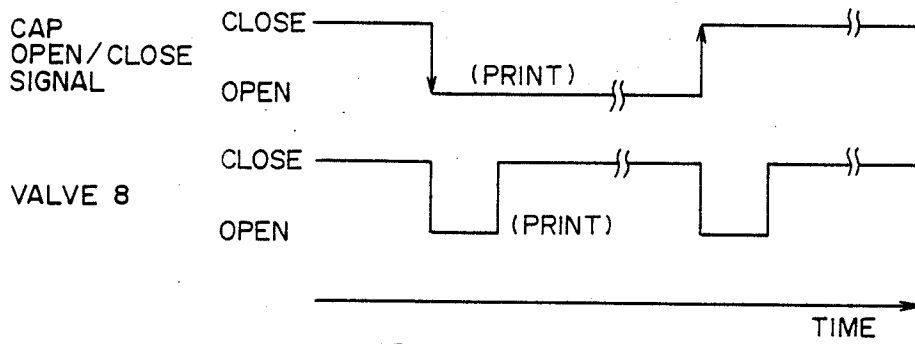 CAP
OPEN/CLOSE
SIGNAL
CLOSE
OPEN
(PRINT)
VALVE 8
CLOSE
OPEN
(PRINT)
TIME